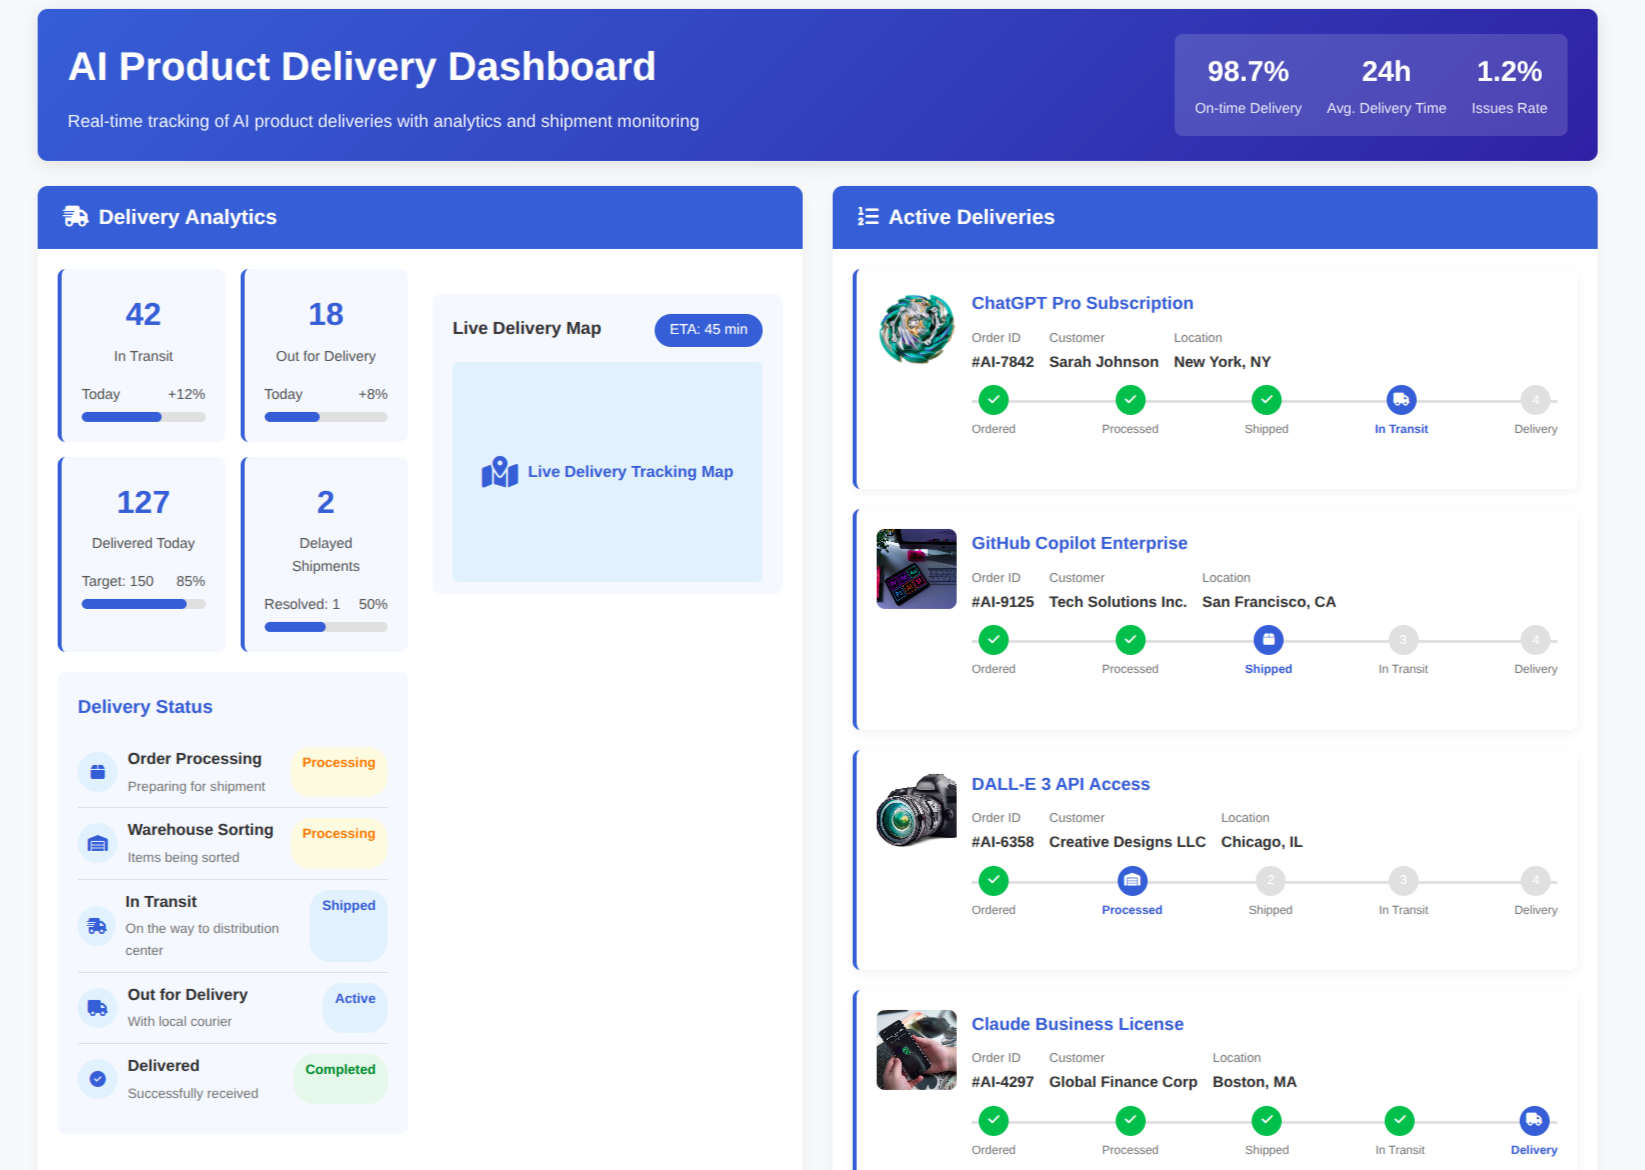 AI Product Delivery Dashboard
Real-time tracking of AI product deliveries with analytics and shipment monitoring
98.7%
On-time Delivery
24h
Avg. Delivery Time
1.2%
Issues Rate
Delivery Analytics
42
In Transit
Today +12%
18
Out for Delivery
Today +8%
127
Delivered Today
Target: 150 85%
2
Delayed
Shipments
Resolved: 1 50%
Live Delivery Map
ETA: 45 min
Live Delivery Tracking Map
Delivery Status
Order Processing
Preparing for shipment
Processing
Warehouse Sorting
Items being sorted
Processing
In Transit
On the way to distribution
center
Shipped
Out for Delivery
With local courier
Active
Delivered
Successfully received
Completed
Active Deliveries
ChatGPT Pro Subscription
Order ID Customer Location
#AI-7842 Sarah Johnson New York, NY
4
Ordered Processed Shipped In Transit Delivery
GitHub Copilot Enterprise
Order ID Customer Location
#AI-9125 Tech Solutions Inc. San Francisco, CA
3 4
Ordered Processed Shipped In Transit Delivery
DALL-E 3 API Access
Order ID Customer Location
#AI-6358 Creative Designs LLC Chicago, IL
2 3 4
Ordered Processed Shipped In Transit Delivery
Claude Business License
Order ID Customer Location
#AI-4297 Global Finance Corp Boston, MA
Ordered Processed Shipped In Transit Delivery